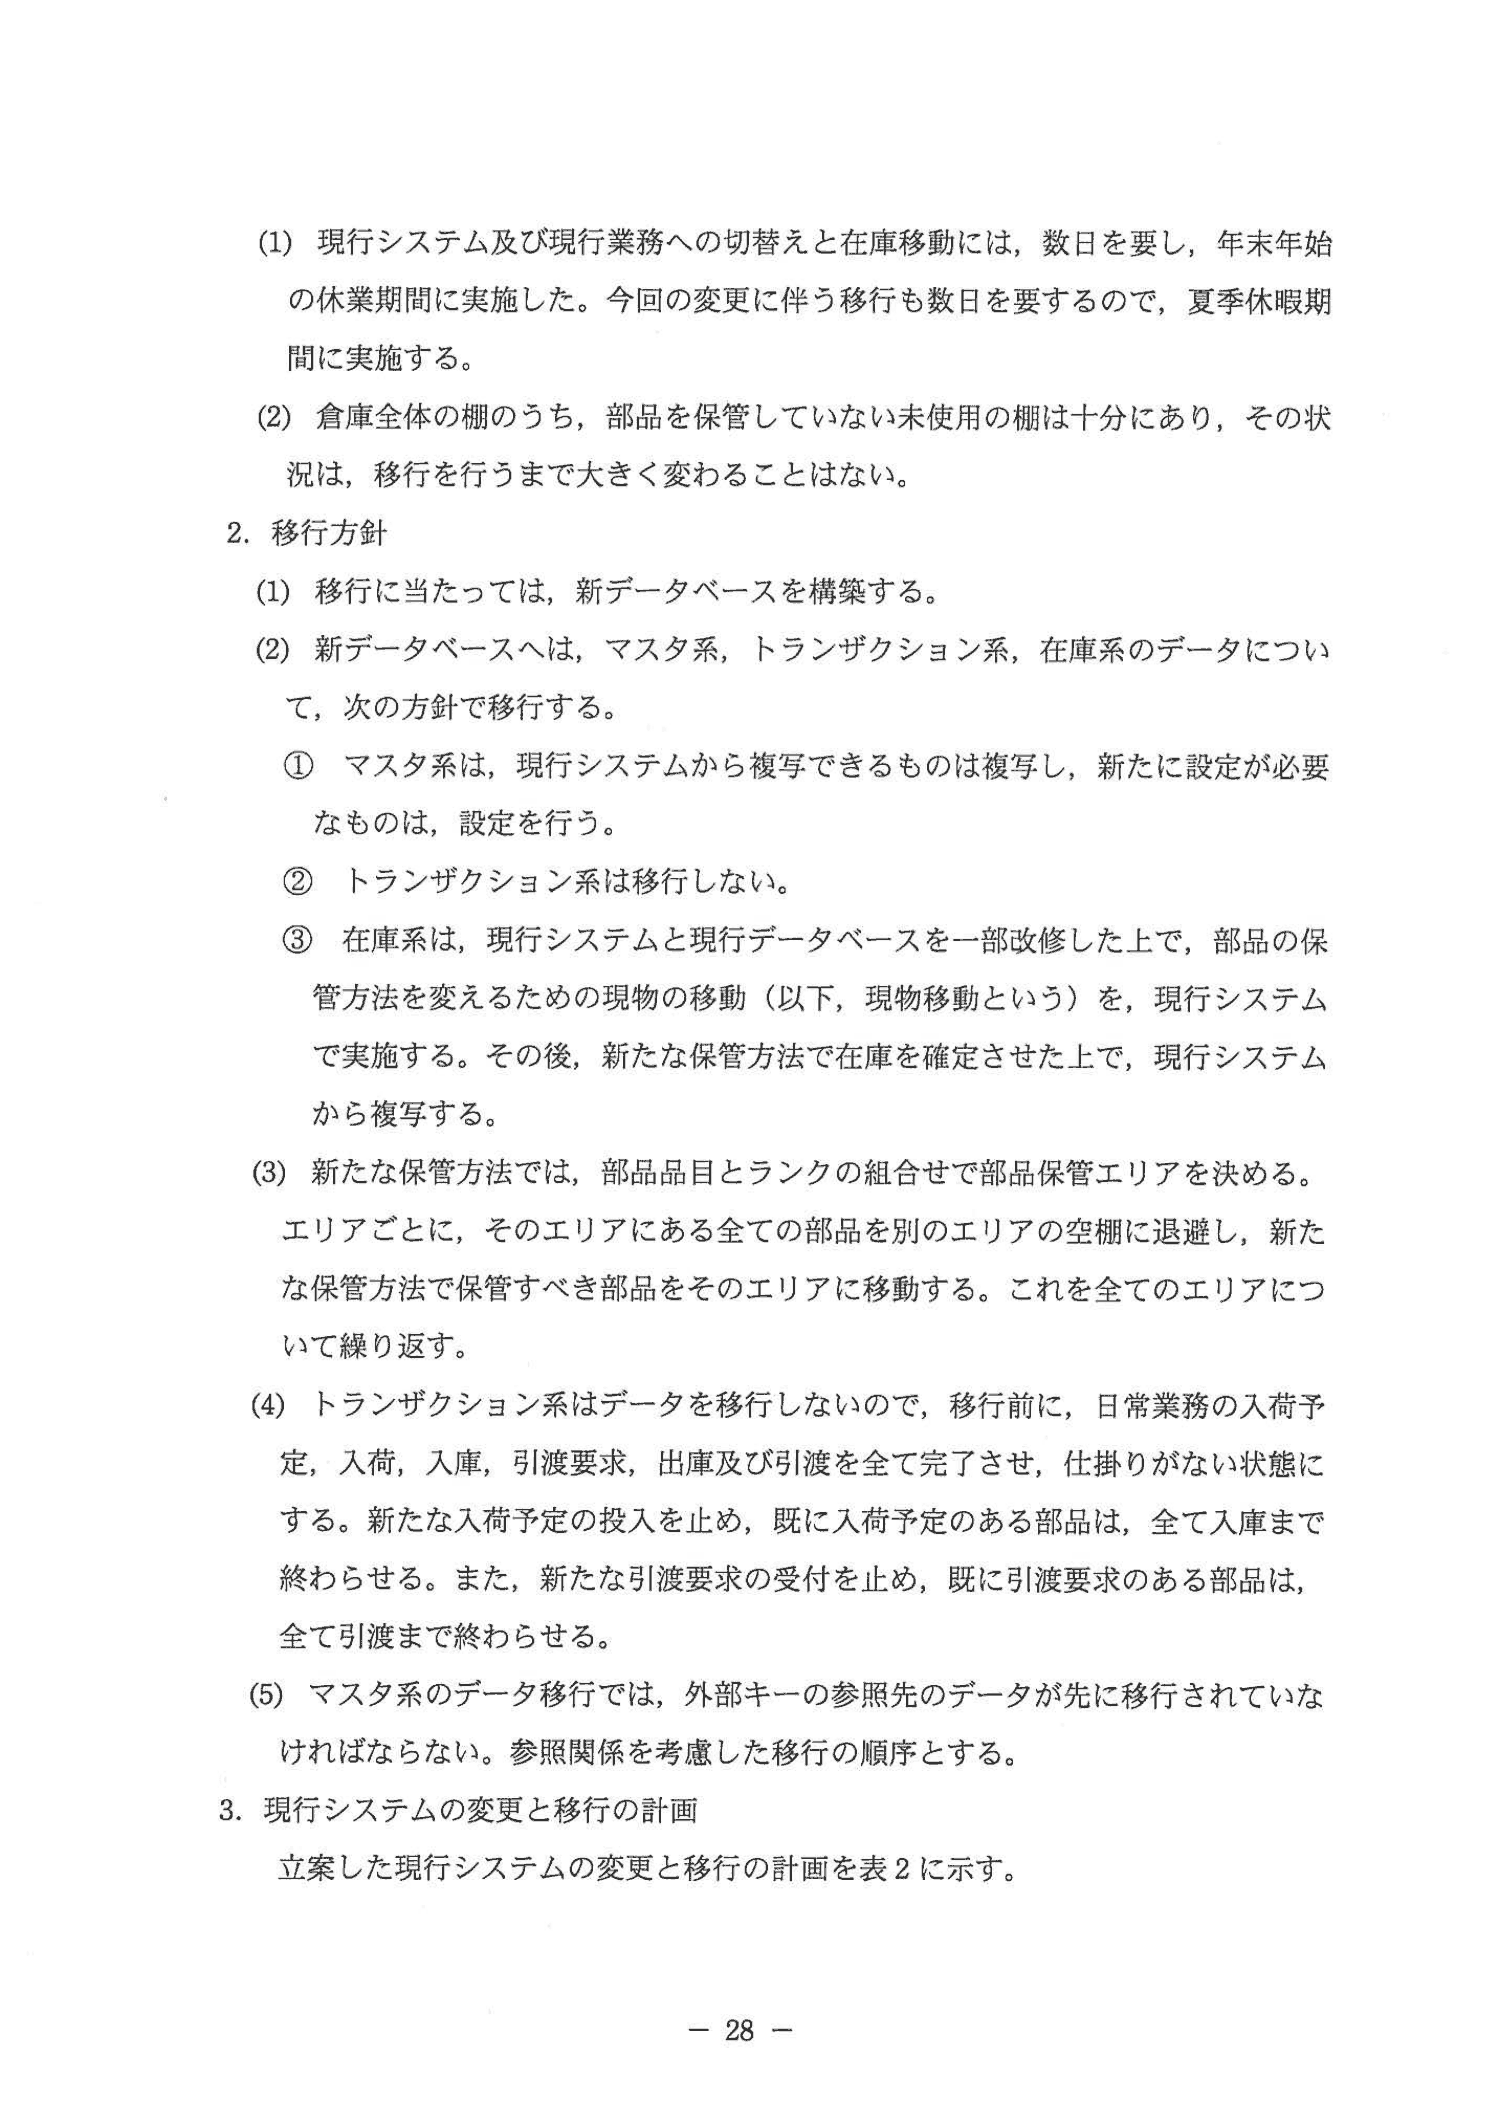 (1) 現行システム及び現行業務への切替えと在庫移動には，数日を要し，年末年始
の休業期間に実施した。今回の変更に伴う移行も数日を要するので，夏季休暇期
間に実施する。
(2) 倉庫全体の棚のうち，部品を保管していない未使用の棚は十分にあり，その状
況は，移行を行うまで大きく変わることはない。
2. 移行方針
(1) 移行に当たっては，新データベースを構築する。
(2) 新データベースへは，マスタ系，トランザクション系，在庫系のデータについ
て，次の方針で移行する。
① マスタ系は，現行システムから複写できるものは複写し，新たに設定が必要
なものは，設定を行う。
② トランザクション系は移行しない。
③ 在庫系は，現行システムと現行データベースを一部改修した上で，部品の保
管方法を変えるための現物の移動（以下，現物移動という）を，現行システム
で実施する。その後，新たな保管方法で在庫を確定させた上で，現行システム
から複写する。
(3) 新たな保管方法では，部品品目とランクの組合せで部品保管エリアを決める。
エリアごとに，そのエリアにある全ての部品を別のエリアの空棚に退避し，新た
な保管方法で保管すべき部品をそのエリアに移動する。これを全てのエリアにつ
いて繰り返す。
(4) トランザクション系はデータを移行しないので，移行前に，日常業務の入荷予
定，入荷，入庫，引渡要求，出庫及び引渡を全て完了させ，仕掛りがない状態に
する。新たな入荷予定の投入を止め，既に入荷予定のある部品は，全て入庫まで
終わらせる。また，新たな引渡要求の受付を止め，既に引渡要求のある部品は，
全て引渡まで終わらせる。
(5) マスタ系のデータ移行では，外部キーの参照先のデータが先に移行されていな
ければならない。参照関係を考慮した移行の順序とする。
3. 現行システムの変更と移行の計画
立案した現行システムの変更と移行の計画を表 2 に示す。
－ 28 －